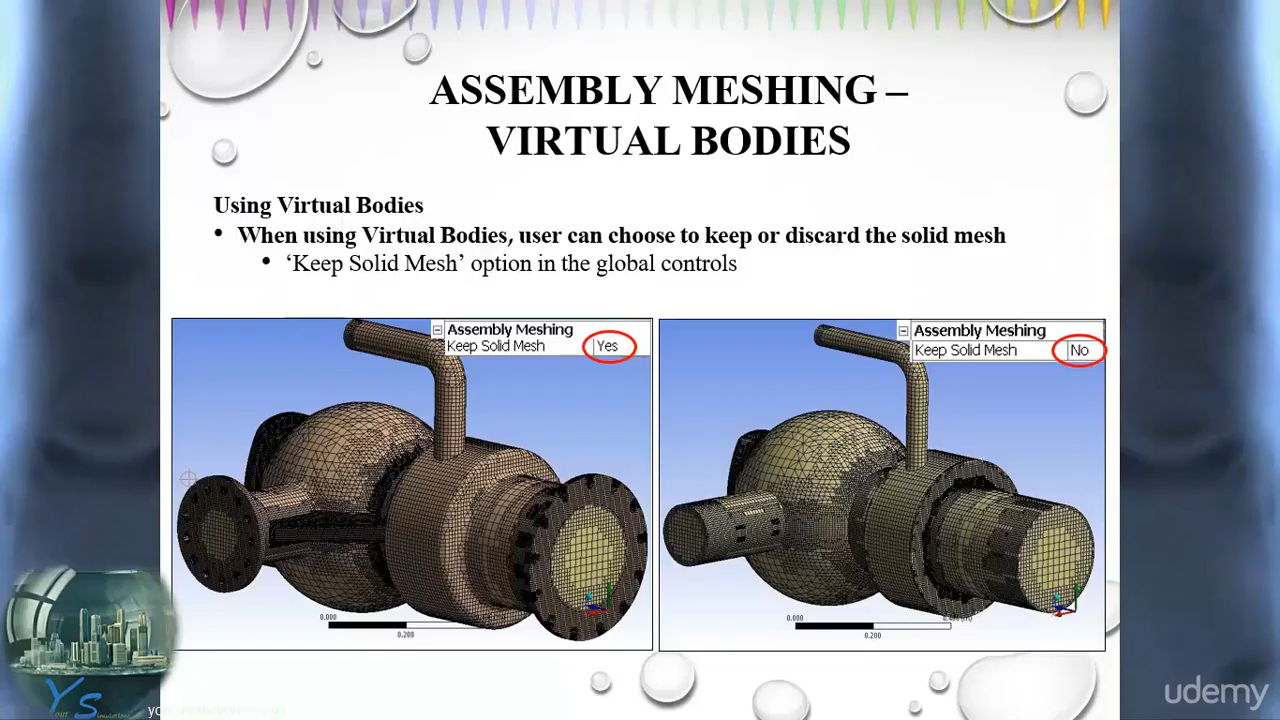 ASSEMBLY MESHING –
VIRTUAL BODIES
Using Virtual Bodies
• When using Virtual Bodies, user can choose to keep or discard the solid mesh
• ‘Keep Solid Mesh’ option in the global controls
Assembly Meshing
Keep Solid Mesh Yes
Assembly Meshing
Keep Solid Mesh No
0.000
0.200
0.000
0.200
Your Simulation
udemy